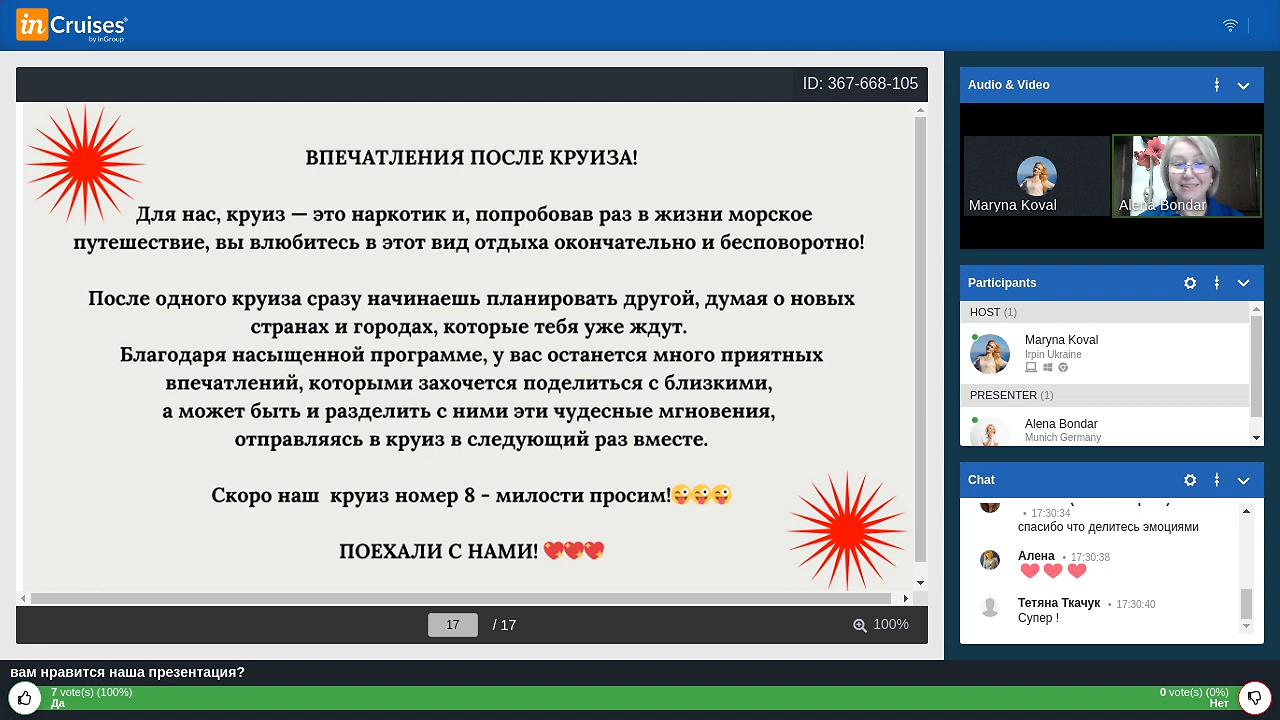 in Cruises®
by inGroup
ID: 367-668-105
ВПЕЧАТЛЕНИЯ ПОСЛЕ КРУИЗА!
Для нас, круиз — это наркотик и, попробовав раз в жизни морское
путешествие, вы влюбитесь в этот вид отдыха окончательно и бесповоротно!
После одного круиза сразу начинаешь планировать другой, думая о новых
странах и городах, которые тебя уже ждут.
Благодаря насыщенной программе, у вас останется много приятных
впечатлений, которыми захочется поделиться с близкими,
а может быть и разделить с ними эти чудесные мгновения,
отправляясь в круиз в следующий раз вместе.
Скоро наш  круиз номер 8 - милости просим!😜😜😜
ПОЕХАЛИ С НАМИ! 💖💖💖
17 / 17
100%
Audio & Video
Maryna Koval
Alena Bondar
Participants
HOST (1)
Maryna Koval
Irpin Ukraine
PRESENTER (1)
Alena Bondar
Munich Germany
Chat
• 17:30:34
спасибо что делитесь эмоциями
Алена • 17:30:38
❤❤❤
Тетяна Ткачук • 17:30:40
Супер !
вам нравится наша презентация?
7 vote(s) (100%)
Да
0 vote(s) (0%)
Нет